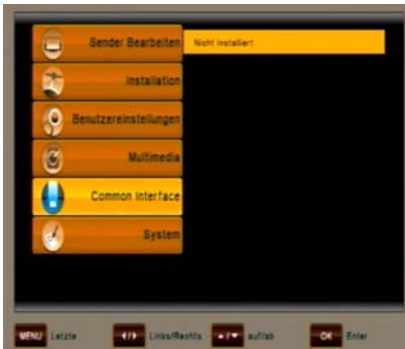 Sender Bearbeiten
Nicht installiert
Installation
Benutzereinstellungen
Multimedia
Common Interface
System
MENU Letzte ◄/► Links/Rechts ▲/▼ auf/ab OK Enter